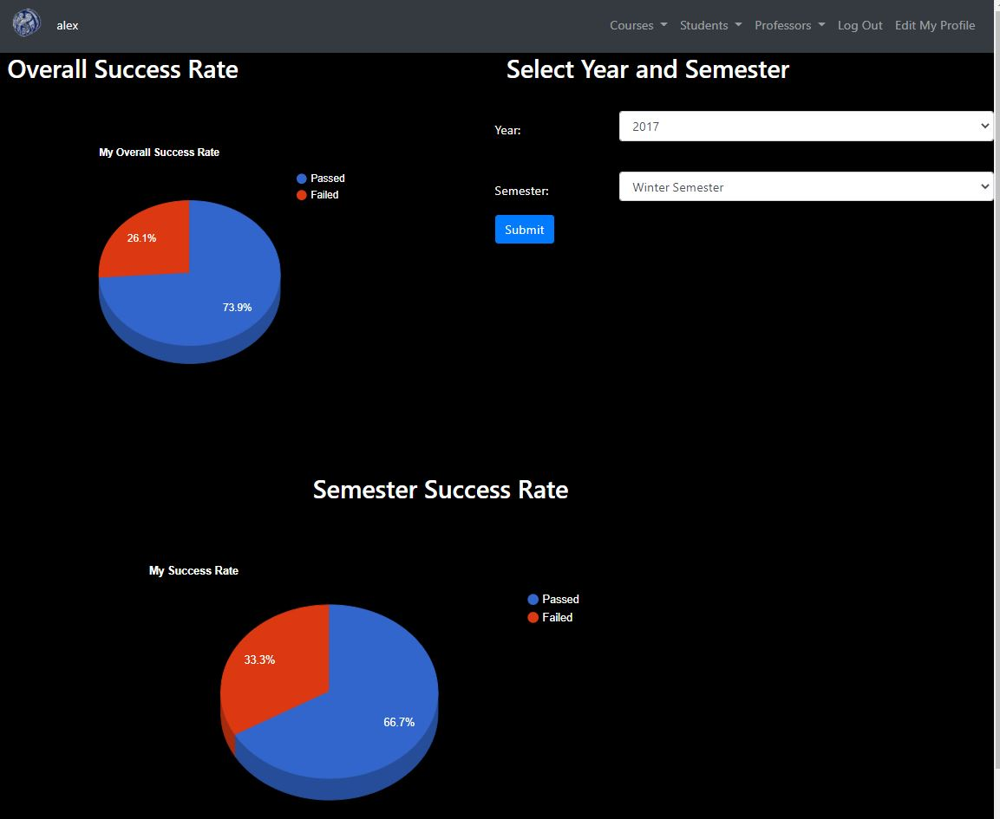 alex
Courses
Students
Professors
Log Out
Edit My Profile
Overall Success Rate
Select Year and Semester
Year:
2017
Semester:
Winter Semester
Submit
My Overall Success Rate
Passed
Failed
26.1%
73.9%
Semester Success Rate
My Success Rate
Passed
Failed
33.3%
66.7%